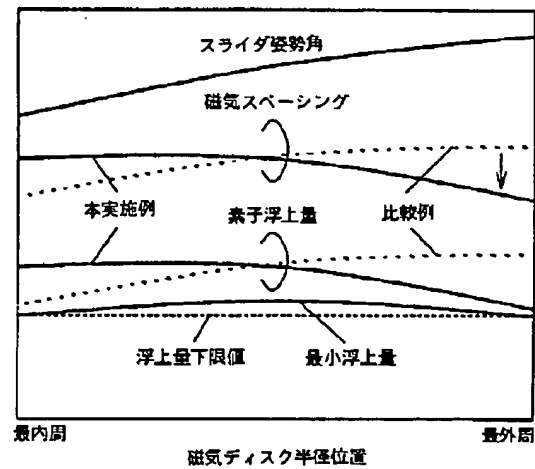 スライダ姿勢角
磁気スペーシング
本実施例
素子浮上量
比較例
浮上量下限値
最小浮上量
最内周
最外周
磁気ディスク半径位置